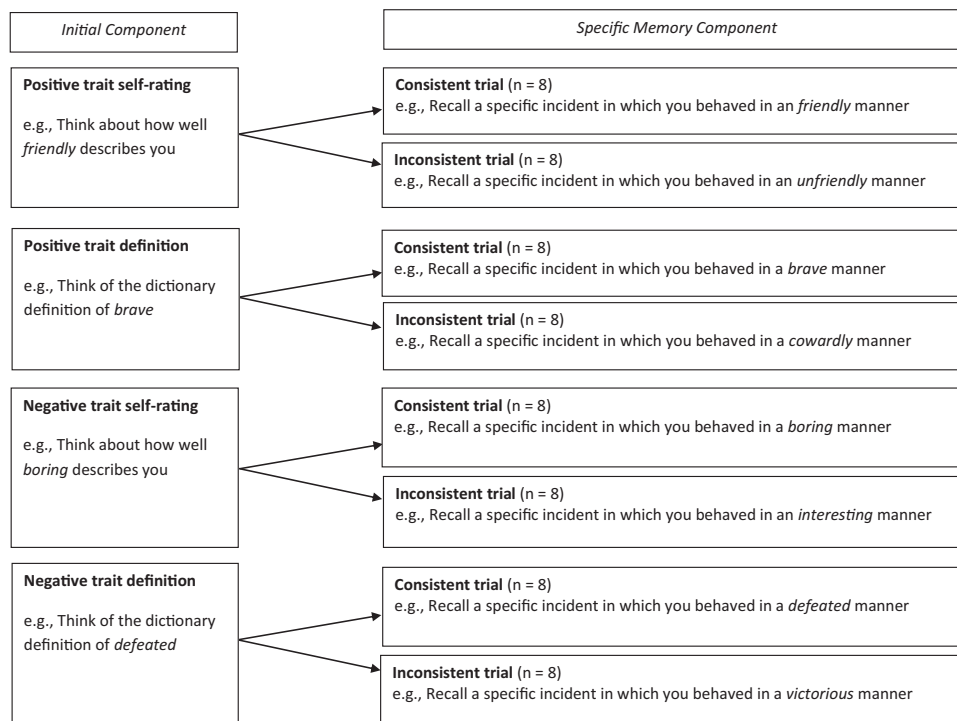 Initial Component
Specific Memory Component
Positive trait self-rating
e.g., Think about how well
friendly describes you
Consistent trial (n = 8)
e.g., Recall a specific incident in which you behaved in an friendly manner
Inconsistent trial (n = 8)
e.g., Recall a specific incident in which you behaved in an unfriendly manner
Positive trait definition
e.g., Think of the dictionary
definition of brave
Consistent trial (n = 8)
e.g., Recall a specific incident in which you behaved in a brave manner
Inconsistent trial (n = 8)
e.g., Recall a specific incident in which you behaved in a cowardly manner
Negative trait self-rating
e.g., Think about how well
boring describes you
Consistent trial (n = 8)
e.g., Recall a specific incident in which you behaved in a boring manner
Inconsistent trial (n = 8)
e.g., Recall a specific incident in which you behaved in an interesting manner
Negative trait definition
e.g., Think of the dictionary
definition of defeated
Consistent trial (n = 8)
e.g., Recall a specific incident in which you behaved in a defeated manner
Inconsistent trial (n = 8)
e.g., Recall a specific incident in which you behaved in a victorious manner